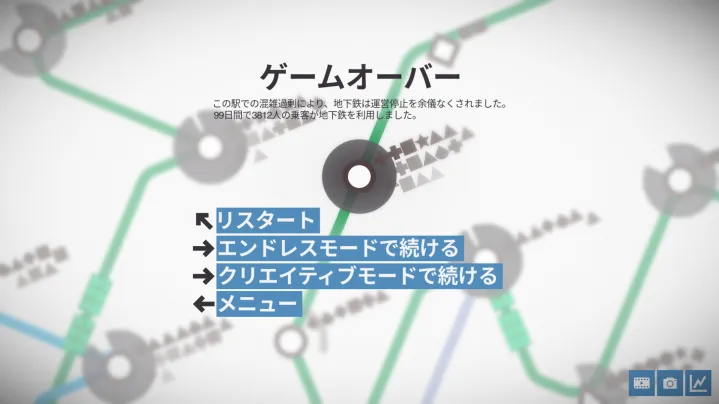 ゲームオーバー
この駅での混雑過剰により、地下鉄は運営停止を余儀なくされました。
99日間で3812人の乗客が地下鉄を利用しました。
リスタート
エンドレスモードで続ける
クリエイティブモードで続ける
メニュー